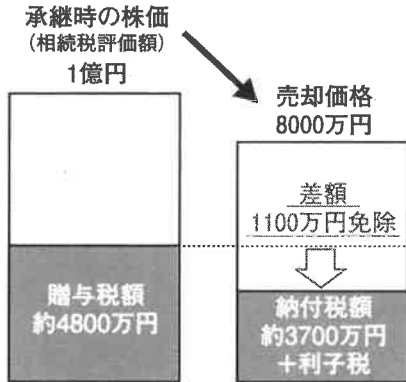 承継時の株価
(相続税評価額)
1億円
売却価格
8000万円
差額
1100万円免除
贈与税額
約4800万円
納付税額
約3700万円
+利子税